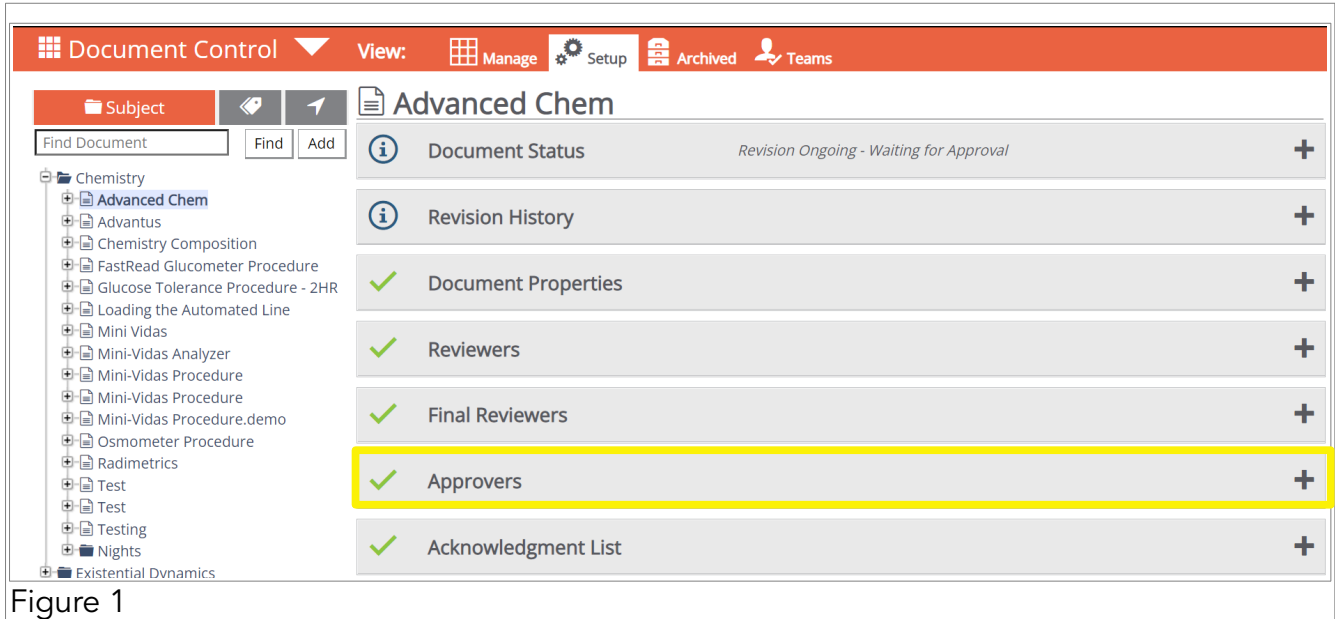 Document Control View: Manage Setup Archived Teams
Subject
Find Document Find Add
Chemistry
Advanced Chem
Advantus
Chemistry Composition
FastRead Glucometer Procedure
Glucose Tolerance Procedure - 2HR
Loading the Automated Line
Mini Vidas
Mini-Vidas Analyzer
Mini-Vidas Procedure
Mini-Vidas Procedure
Mini-Vidas Procedure.demo
Osmometer Procedure
Radimetrics
Test
Test
Testing
Nights
Existential Dynamics
Advanced Chem
Document Status Revision Ongoing - Waiting for Approval
Revision History
Document Properties
Reviewers
Final Reviewers
Approvers
Acknowledgment List
Figure 1